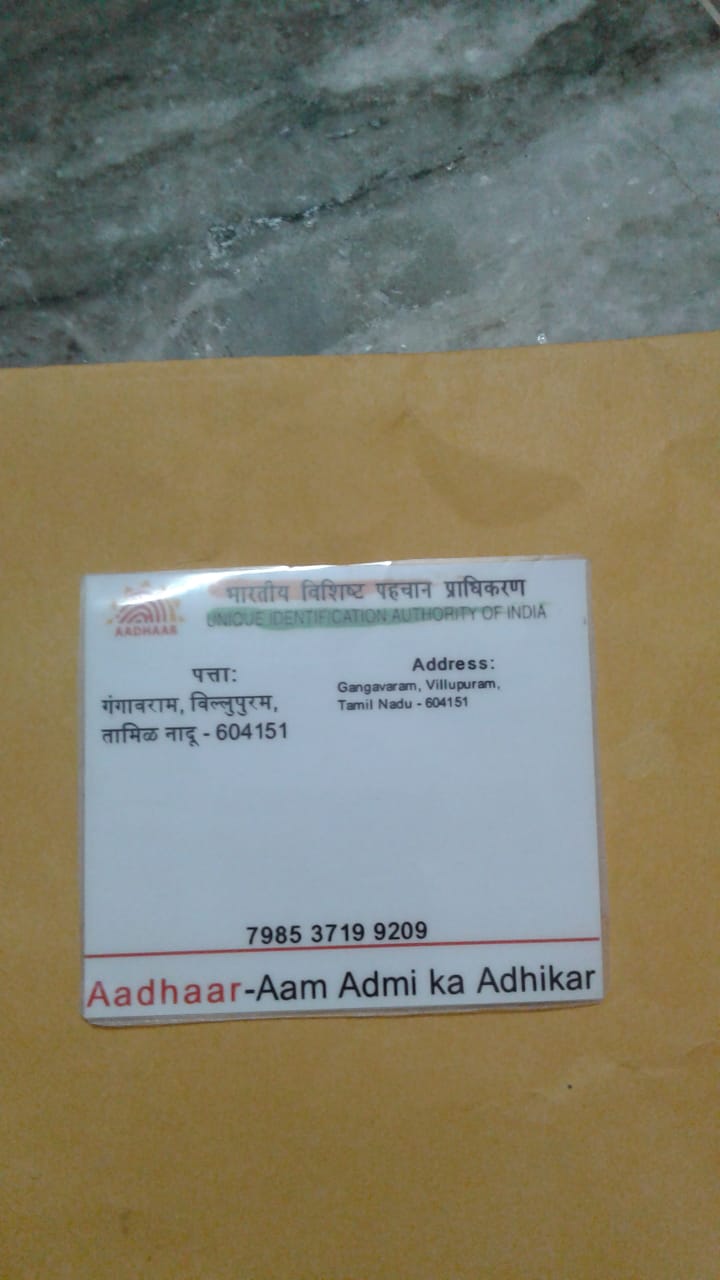 भारतीय विशिष्ट पहचान प्राधिकरण
UNIQUE IDENTIFICATION AUTHORITY OF INDIA
AADHAAR
पत्ता:
गंगावराम, विल्लुपुरम,
तामिळ नादू - 604151
Address:
Gangavaram, Villupuram,
Tamil Nadu - 604151
7985 3719 9209
Aadhaar-Aam Admi ka Adhikar